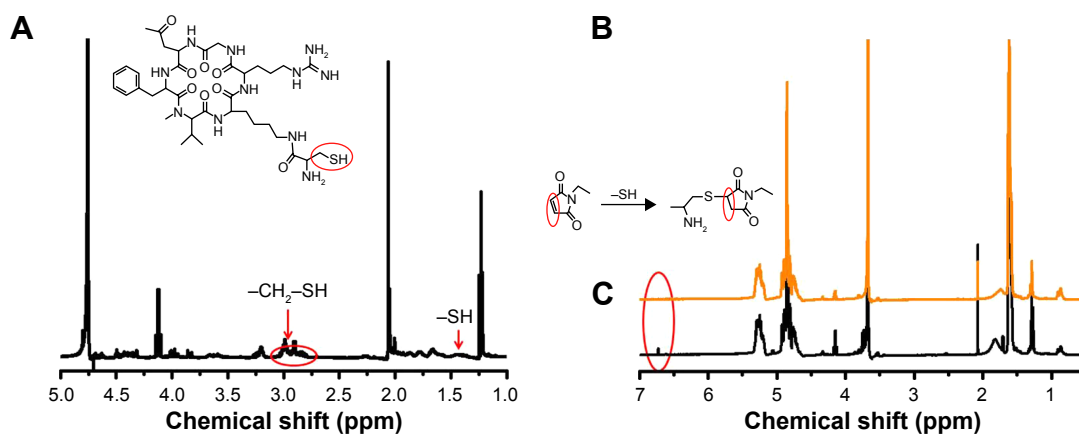 A
O
H
N
H
N
NH₂
H
N
O
O
O
N
H
NH
H
N
O
O
NH
N
N
H
NH
O
SH
NH₂
–CH₂–SH
–SH
5.0 4.5 4.0 3.5 3.0 2.5 2.0 1.5 1.0
Chemical shift (ppm)
B
O
N
O
–SH
S
O
N
O
NH₂
C
7 6 5 4 3 2 1
Chemical shift (ppm)